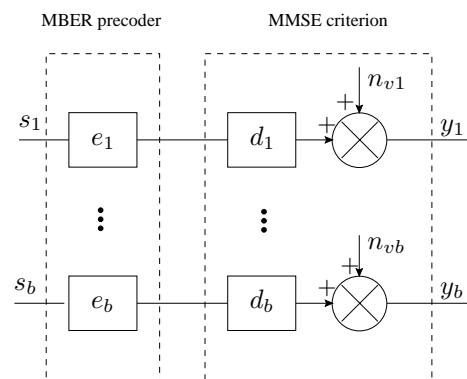 MBER precoder MMSE criterion
n_{v1}
+
s_1 e_1 d_1 + y_1
n_{vb}
+
s_b e_b d_b + y_b